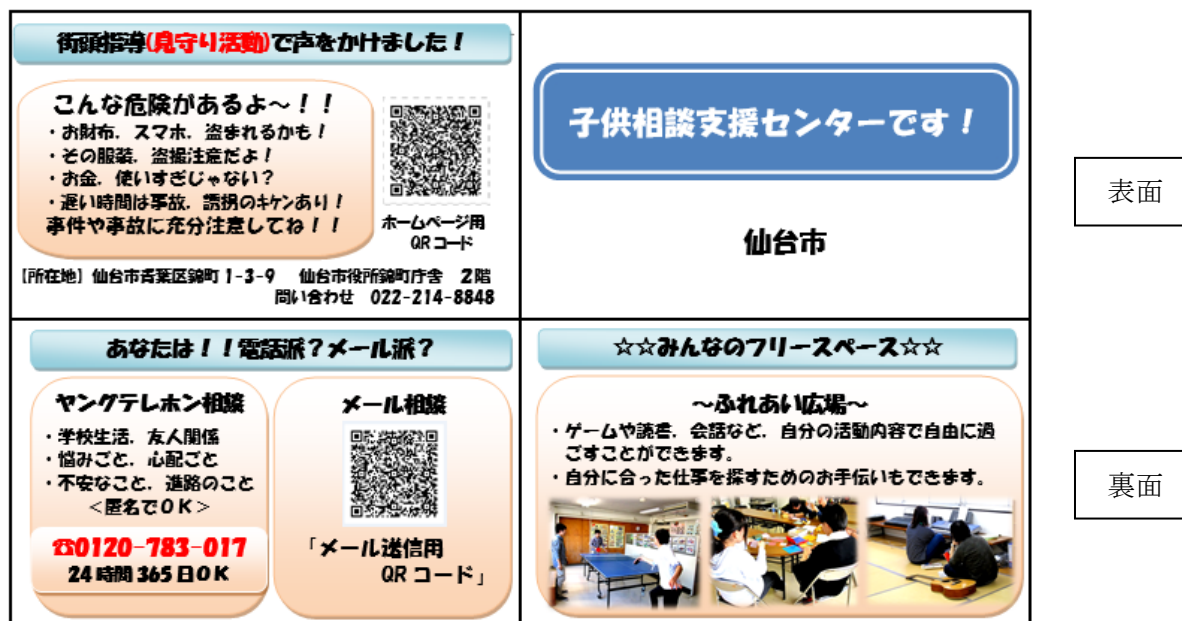 街頭指導(見守り活動)で声をかけました！
こんな危険があるよ～！！
・お財布，スマホ，盗まれるかも！
・その服装，盗撮注意だよ！
・お金，使いすぎじゃない？
・遅い時間は事故，誘拐のキケンあり！
事件や事故に充分注意してね！！
ホームページ用
QRコード
【所在地】仙台市青葉区錦町1-3-9　仙台市役所錦町庁舎　2階
問い合わせ　022-214-8848
子供相談支援センターです！
仙台市
表面
あなたは！！電話派？メール派？
ヤングテレホン相談
・学校生活，友人関係
・悩みごと，心配ごと
・不安なこと，進路のこと
＜匿名でOK＞
☎0120-783-017
24時間365日OK
メール相談
「メール送信用
QRコード」
☆☆みんなのフリースペース☆☆
～ふれあい広場～
・ゲームや読書，会話など，自分の活動内容で自由に過
ごすことができます。
・自分に合った仕事を探すためのお手伝いもできます。
裏面